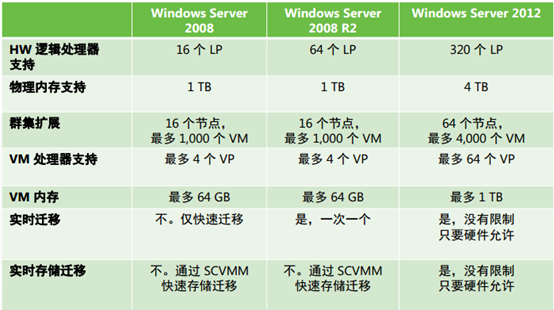 Windows Server 2008
Windows Server 2008 R2
Windows Server 2012
HW 逻辑处理器支持
16 个 LP
64 个 LP
320 个 LP
物理内存支持
1 TB
1 TB
4 TB
群集扩展
16 个节点，
最多 1,000 个 VM
16 个节点，
最多 1,000 个 VM
64 个节点，
最多 4,000 个 VM
VM 处理器支持
最多 4 个 VP
最多 4 个 VP
最多 64 个 VP
VM 内存
最多 64 GB
最多 64 GB
最多 1 TB
实时迁移
不。仅快速迁移
是，一次一个
是，没有限制
只要硬件允许
实时存储迁移
不。通过 SCVMM
快速存储迁移
不。通过 SCVMM
快速存储迁移
是，没有限制
只要硬件允许